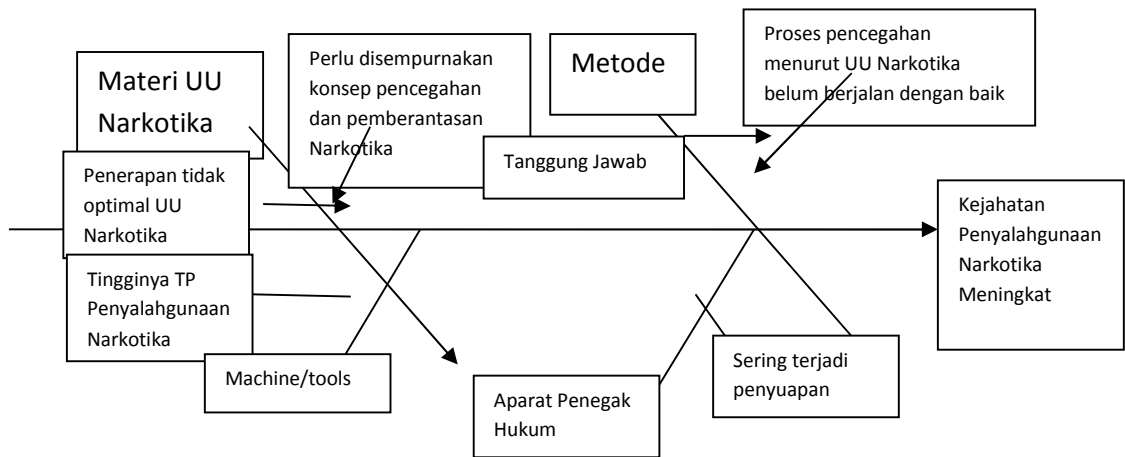 Materi UU
Narkotika
Perlu disempurnakan
konsep pencegahan
dan pemberantasan
Narkotika
Metode
Proses pencegahan
menurut UU Narkotika
belum berjalan dengan baik
Tanggung Jawab
Penerapan tidak
optimal UU
Narkotika
Kejahatan
Penyalahgunaan
Narkotika
Meningkat
Tingginya TP
Penyalahgunaan
Narkotika
Machine/tools
Aparat Penegak
Hukum
Sering terjadi
penyuapan